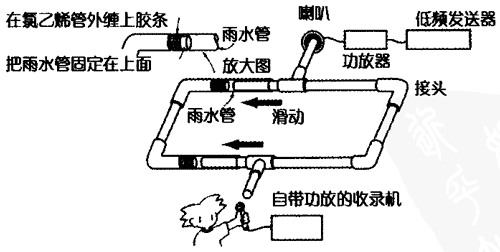 在氯乙烯管外缠上胶条
雨水管
把雨水管固定在上面
放大图
喇叭
低频发送器
功放器
接头
雨水管
滑动
自带功放的收录机